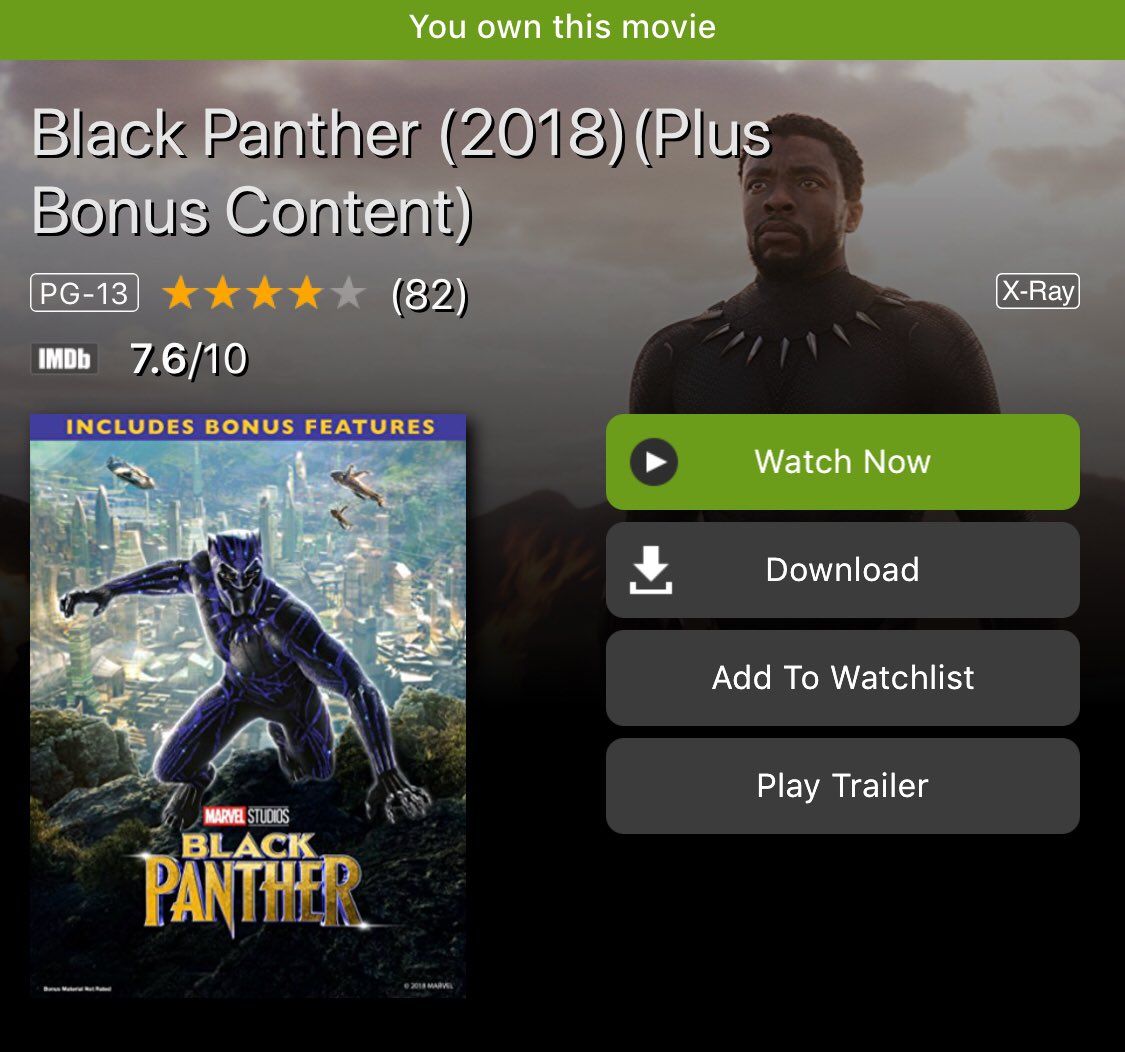 You own this movie
Black Panther (2018)(Plus
Bonus Content)
PG-13 (82)
X-Ray
IMDb 7.6/10
INCLUDES BONUS FEATURES
MARVEL STUDIOS
BLACK
PANTHER
Bonus Material Not Rated
© 2018 MARVEL
Watch Now
Download
Add To Watchlist
Play Trailer